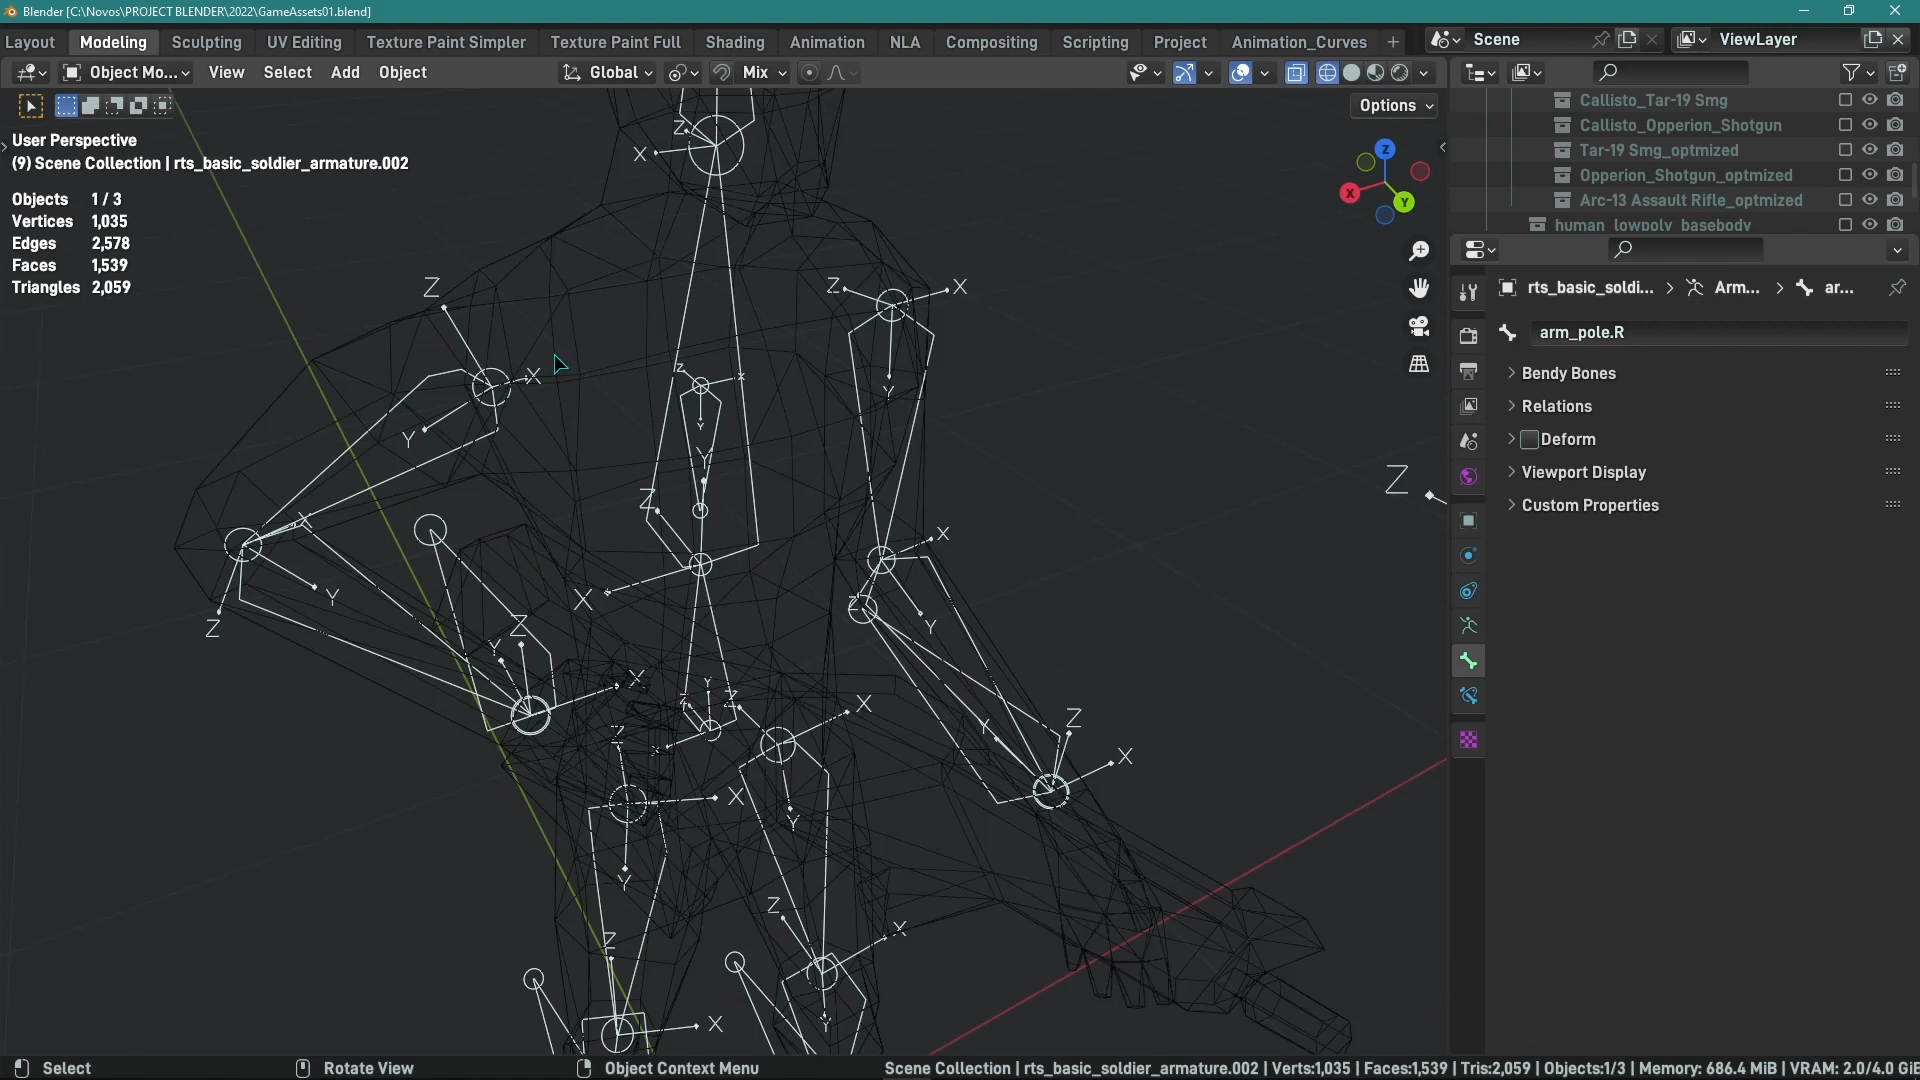 Blender [C:\Novos\PROJECT BLENDER\2022\GameAssets01.blend]
Layout Modeling Sculpting UV Editing Texture Paint Simpler Texture Paint Full Shading Animation NLA Compositing Scripting Project Animation_Curves + Scene ViewLayer
Object Mo... View Select Add Object Global Mix
Options
User Perspective
(9) Scene Collection | rts_basic_soldier_armature.002
Objects 1 / 3
Vertices 1,035
Edges 2,578
Faces 1,539
Triangles 2,059
Callisto_Tar-19 Smg
Callisto_Opperion_Shotgun
Tar-19 Smg_optmized
Opperion_Shotgun_optmized
Arc-13 Assault Rifle_optmized
human_lowpoly_basebody
rts_basic_soldi... > Arm... > ar...
arm_pole.R
Bendy Bones
Relations
Deform
Viewport Display
Custom Properties
Z
X
Y
Z
X
Z
X
Y
Z
X
Y
Z
X
Y
Z
X
Y
Z
X
Y
Z
Y
X
Z
X
Y
Z
X
Y
Z
X
Y
Z
X
Z
Select Rotate View Object Context Menu Scene Collection | rts_basic_soldier_armature.002 | Verts:1,035 | Faces:1,539 | Tris:2,059 | Objects:1/3 | Memory: 686.4 MiB | VRAM: 2.0/4.0 GiB